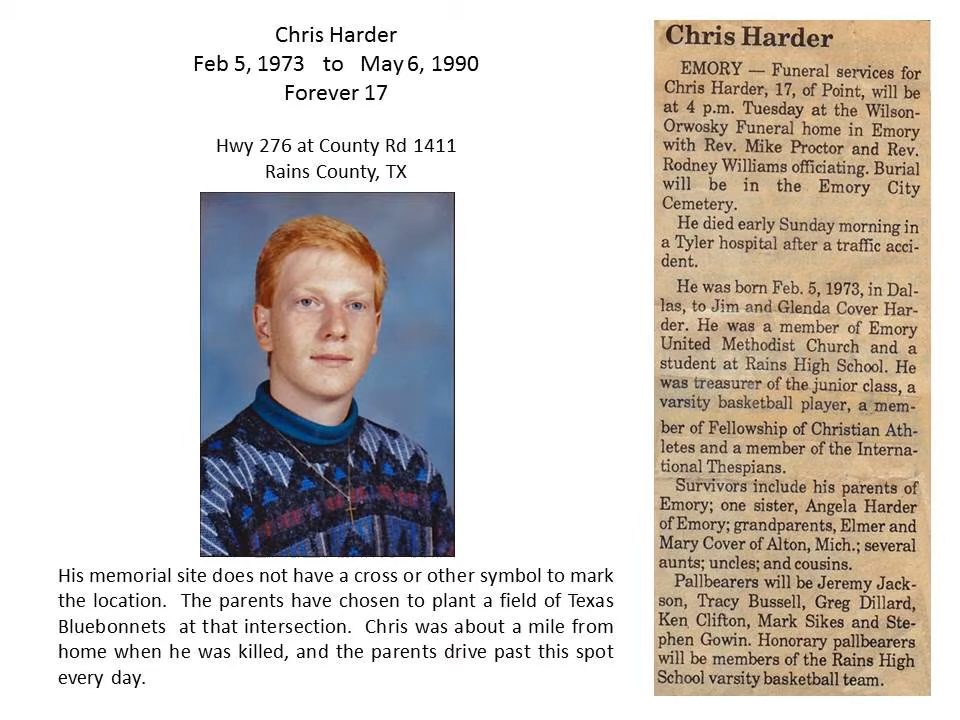 Chris Harder
Feb 5, 1973 to May 6, 1990
Forever 17
Hwy 276 at County Rd 1411
Rains County, TX
His memorial site does not have a cross or other symbol to mark
the location. The parents have chosen to plant a field of Texas
Bluebonnets at that intersection. Chris was about a mile from
home when he was killed, and the parents drive past this spot
every day.
Chris Harder
EMORY — Funeral services for
Chris Harder, 17, of Point, will be
at 4 p.m. Tuesday at the Wilson-
Orwosky Funeral home in Emory
with Rev. Mike Proctor and Rev.
Rodney Williams officiating. Burial
will be in the Emory City
Cemetery.
He died early Sunday morning in
a Tyler hospital after a traffic acci-
dent.
He was born Feb. 5, 1973, in Dal-
las, to Jim and Glenda Cover Har-
der. He was a member of Emory
United Methodist Church and a
student at Rains High School. He
was treasurer of the junior class, a
varsity basketball player, a mem-
ber of Fellowship of Christian Ath-
letes and a member of the Interna-
tional Thespians.
Survivors include his parents of
Emory; one sister, Angela Harder
of Emory; grandparents, Elmer and
Mary Cover of Alton, Mich.; several
aunts; uncles; and cousins.
Pallbearers will be Jeremy Jack-
son, Tracy Bussell, Greg Dillard,
Ken Clifton, Mark Sikes and Ste-
phen Gowin. Honorary pallbearers
will be members of the Rains High
School varsity basketball team.